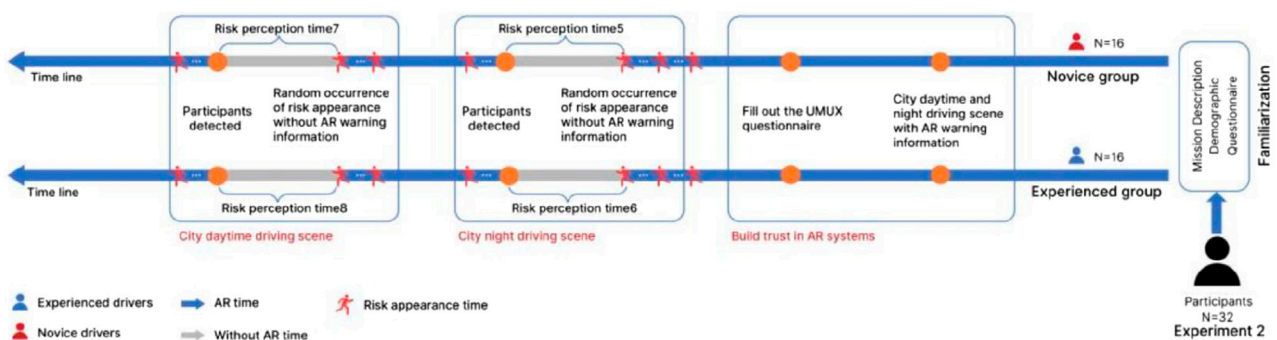 Risk perception time7
Risk perception time5
N=16
Novice group
Time line
Participants
detected
Random occurrence
of risk appearance
without AR warning
information
Participants
detected
Random occurrence
of risk appearance
without AR warning
information
Fill out the UMUX
questionnaire
City daytime and
night driving scene
with AR warning
information
Mission Description
Demographic
Questionnaire
Familiarization
N=16
Experienced group
Time line
Risk perception time8
Risk perception time6
City daytime driving scene
City night driving scene
Build trust in AR systems
Experienced drivers
AR time
Risk appearance time
Novice drivers
Without AR time
Participants
N=32
Experiment 2